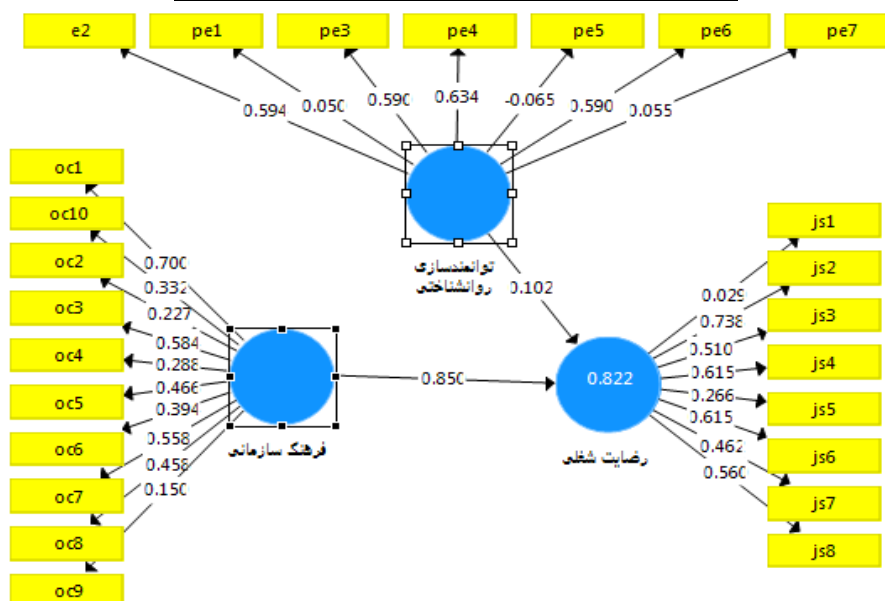 e2 pe1 pe3 pe4 pe5 pe6 pe7
0.594 0.050 0.590 0.634 -0.065 0.590 0.055
توانمندسازی
روانشناختی
0.102
oc1
oc10
oc2
oc3
oc4
oc5
oc6
oc7
oc8
oc9
0.700
0.332
0.227
0.584
0.288
0.466
0.394
0.558
0.458
0.150
فرهنگ سازمانی
0.850
0.822
رضایت شغلی
0.029
0.738
0.510
0.615
0.266
0.615
0.462
0.560
js1
js2
js3
js4
js5
js6
js7
js8